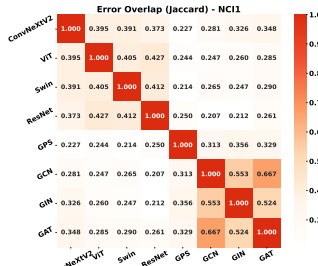 Error Overlap (Jaccard) - NCI1
ConvNeXtV2 1.000 0.395 0.391 0.373 0.227 0.281 0.326 0.348
ViT 0.395 1.000 0.405 0.427 0.244 0.247 0.260 0.285
Swin 0.391 0.405 1.000 0.412 0.214 0.265 0.247 0.290
ResNet 0.373 0.427 0.412 1.000 0.250 0.207 0.212 0.261
GPS 0.227 0.244 0.214 0.250 1.000 0.313 0.356 0.329
GCN 0.281 0.247 0.265 0.207 0.313 1.000 0.553 0.667
GIN 0.326 0.260 0.247 0.212 0.356 0.553 1.000 0.524
GAT 0.348 0.285 0.290 0.261 0.329 0.667 0.524 1.000
NeXtV2 ViT Swin ResNet GPS GCN GIN GAT
1.
0.
0.
0.
0.
0.
0.
0.
0.